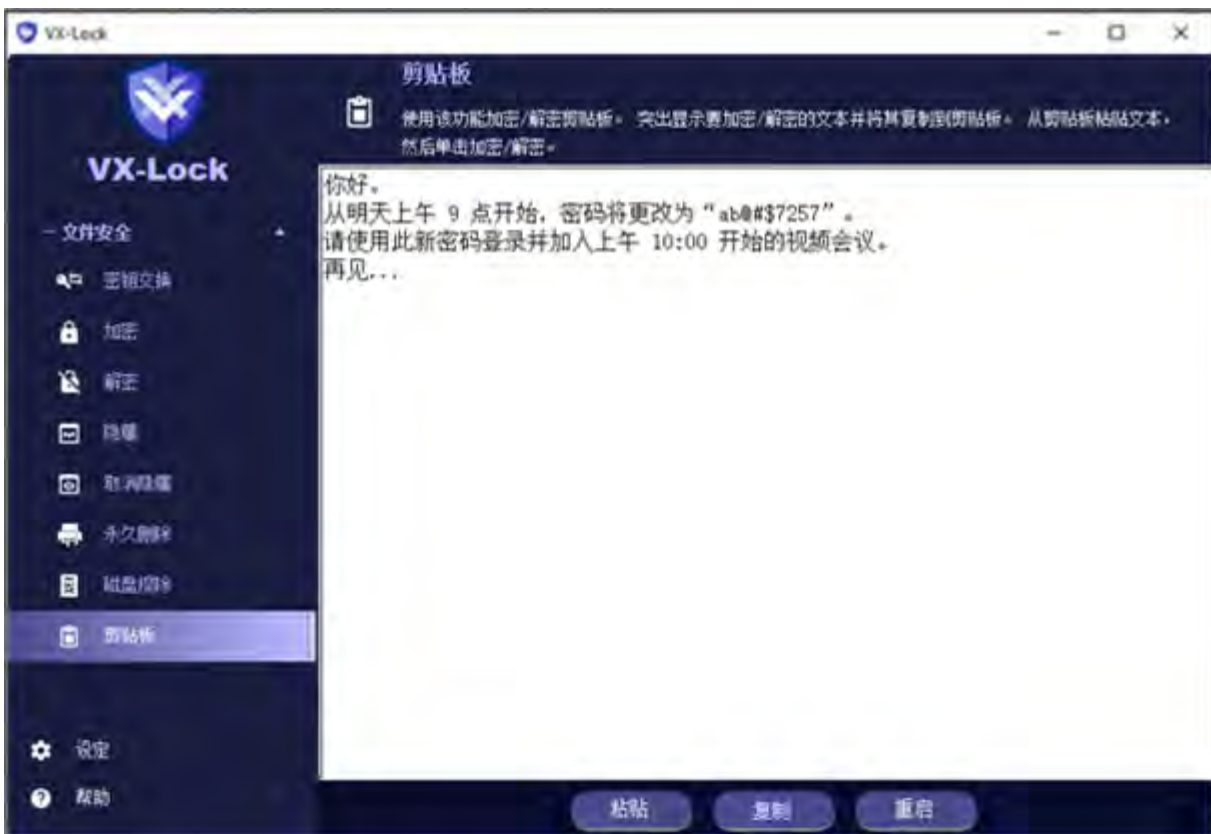 VX-Lock
VX-Lock
剪贴板
使用该功能加密/解密剪贴板。 突出显示要加密/解密的文本并将其复制到剪贴板。 从剪贴板粘贴文本，
然后单击加密/解密。
你好。
从明天上午 9 点开始，密码将更改为“ab@#$7257”。
请使用此新密码登录并加入上午 10:00 开始的视频会议。
再见...
- 文件安全
密钥交换
加密
解密
隐藏
取消隐藏
永久删除
磁盘擦除
剪贴板
设定
帮助
粘贴
复制
重启